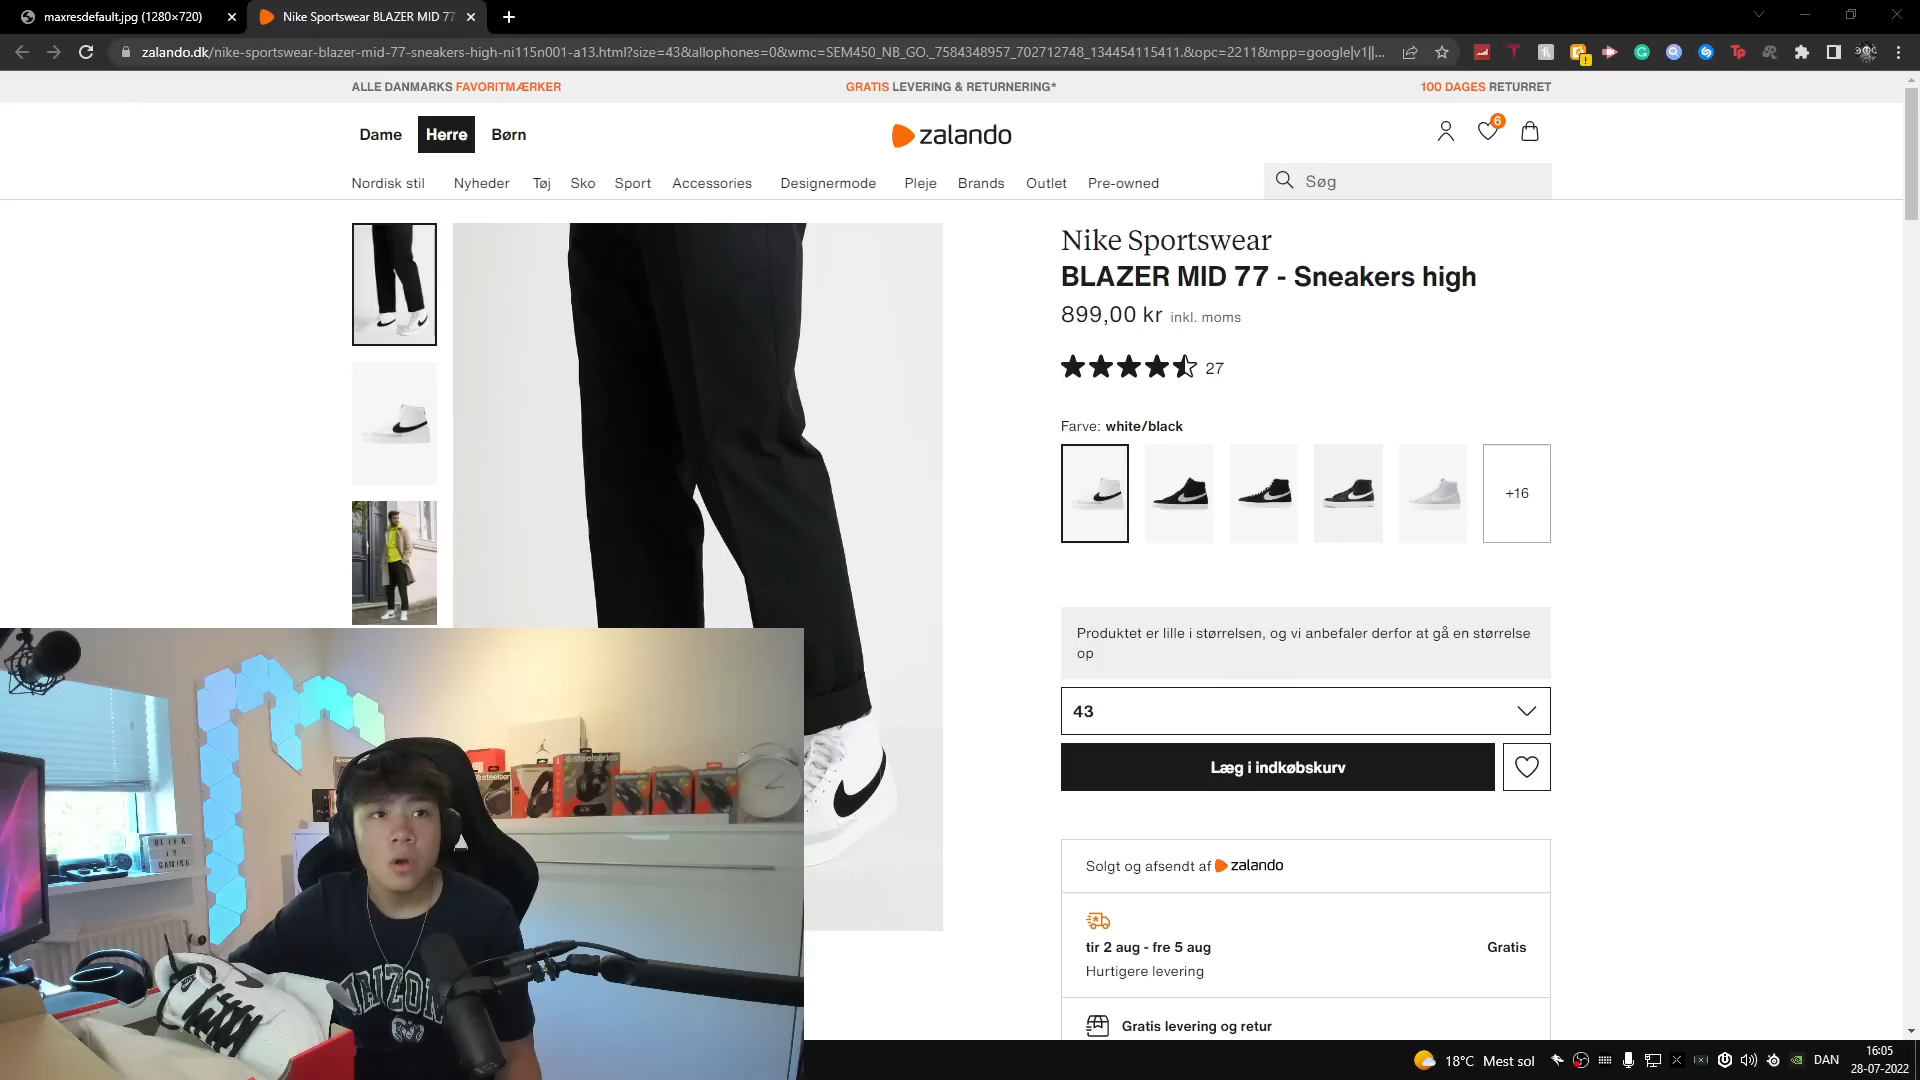 maxresdefault.jpg (1280×720)
Nike Sportswear BLAZER MID 77
zalando.dk/nike-sportswear-blazer-mid-77-sneakers-high-ni115n001-a13.html?size=43&allophones=0&wmc=SEM450_NB_GO._7584348957_702712748_134454115411.&opc=2211&mpp=google|v1||...
ALLE DANMARKS FAVORITMÆRKER
GRATIS LEVERING & RETURNERING*
100 DAGES RETURRET
Dame
Herre
Børn
zalando
6
Nordisk stil
Nyheder
Tøj
Sko
Sport
Accessories
Designermode
Pleje
Brands
Outlet
Pre-owned
Søg
Nike Sportswear
BLAZER MID 77 - Sneakers high
899,00 kr inkl. moms
27
Farve: white/black
+16
Produktet er lille i størrelsen, og vi anbefaler derfor at gå en størrelse
op
43
Læg i indkøbskurv
Solgt og afsendt af zalando
tir 2 aug - fre 5 aug
Gratis
Hurtigere levering
Gratis levering og retur
steelseries
GAMING
18°C Mest sol
DAN
16:05
28-07-2022